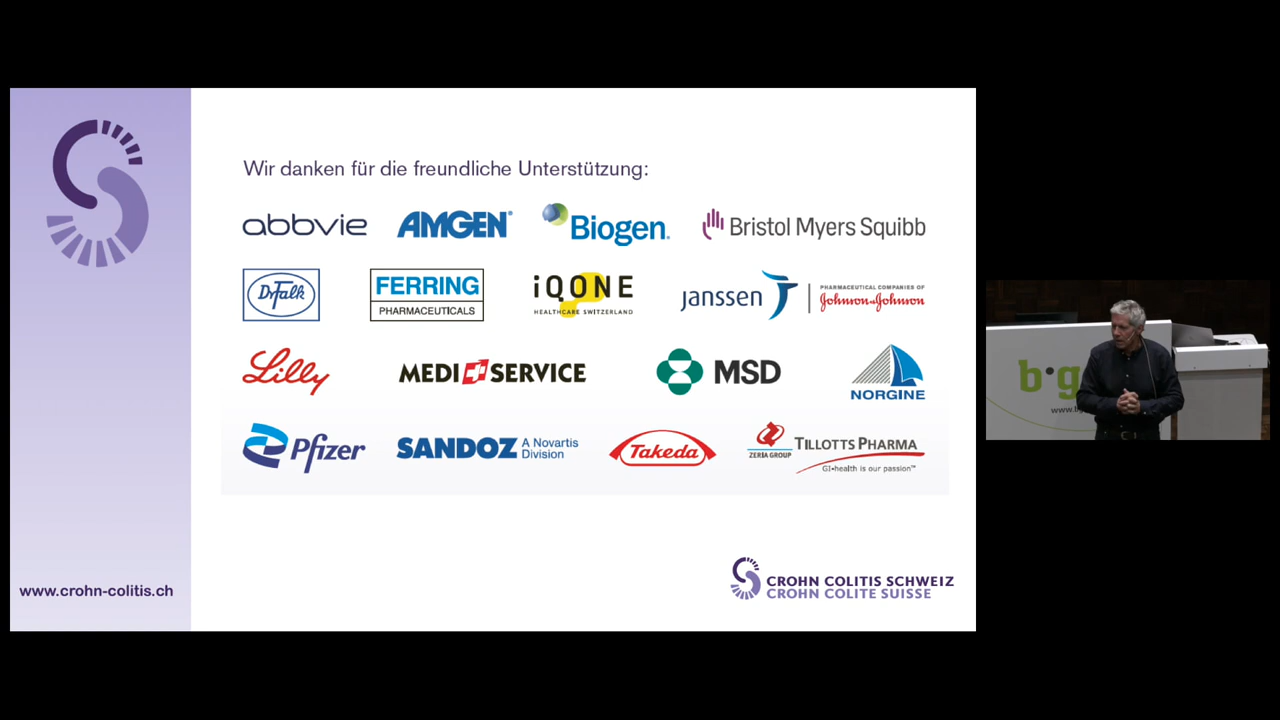 Wir danken für die freundliche Unterstützung:
abbvie AMGEN® Biogen. Bristol Myers Squibb
Dr Falk FERRING PHARMACEUTICALS iQONE HEALTHCARE SWITZERLAND janssen PHARMACEUTICAL COMPANIES OF Johnson & Johnson
Lilly MEDI SERVICE MSD NORGINE
Pfizer SANDOZ A Novartis Division Takeda ZERIA GROUP TILLOTTS PHARMA GI•health is our passion™
www.crohn-colitis.ch
CROHN COLITIS SCHWEIZ
CROHN COLITE SUISSE
b•g